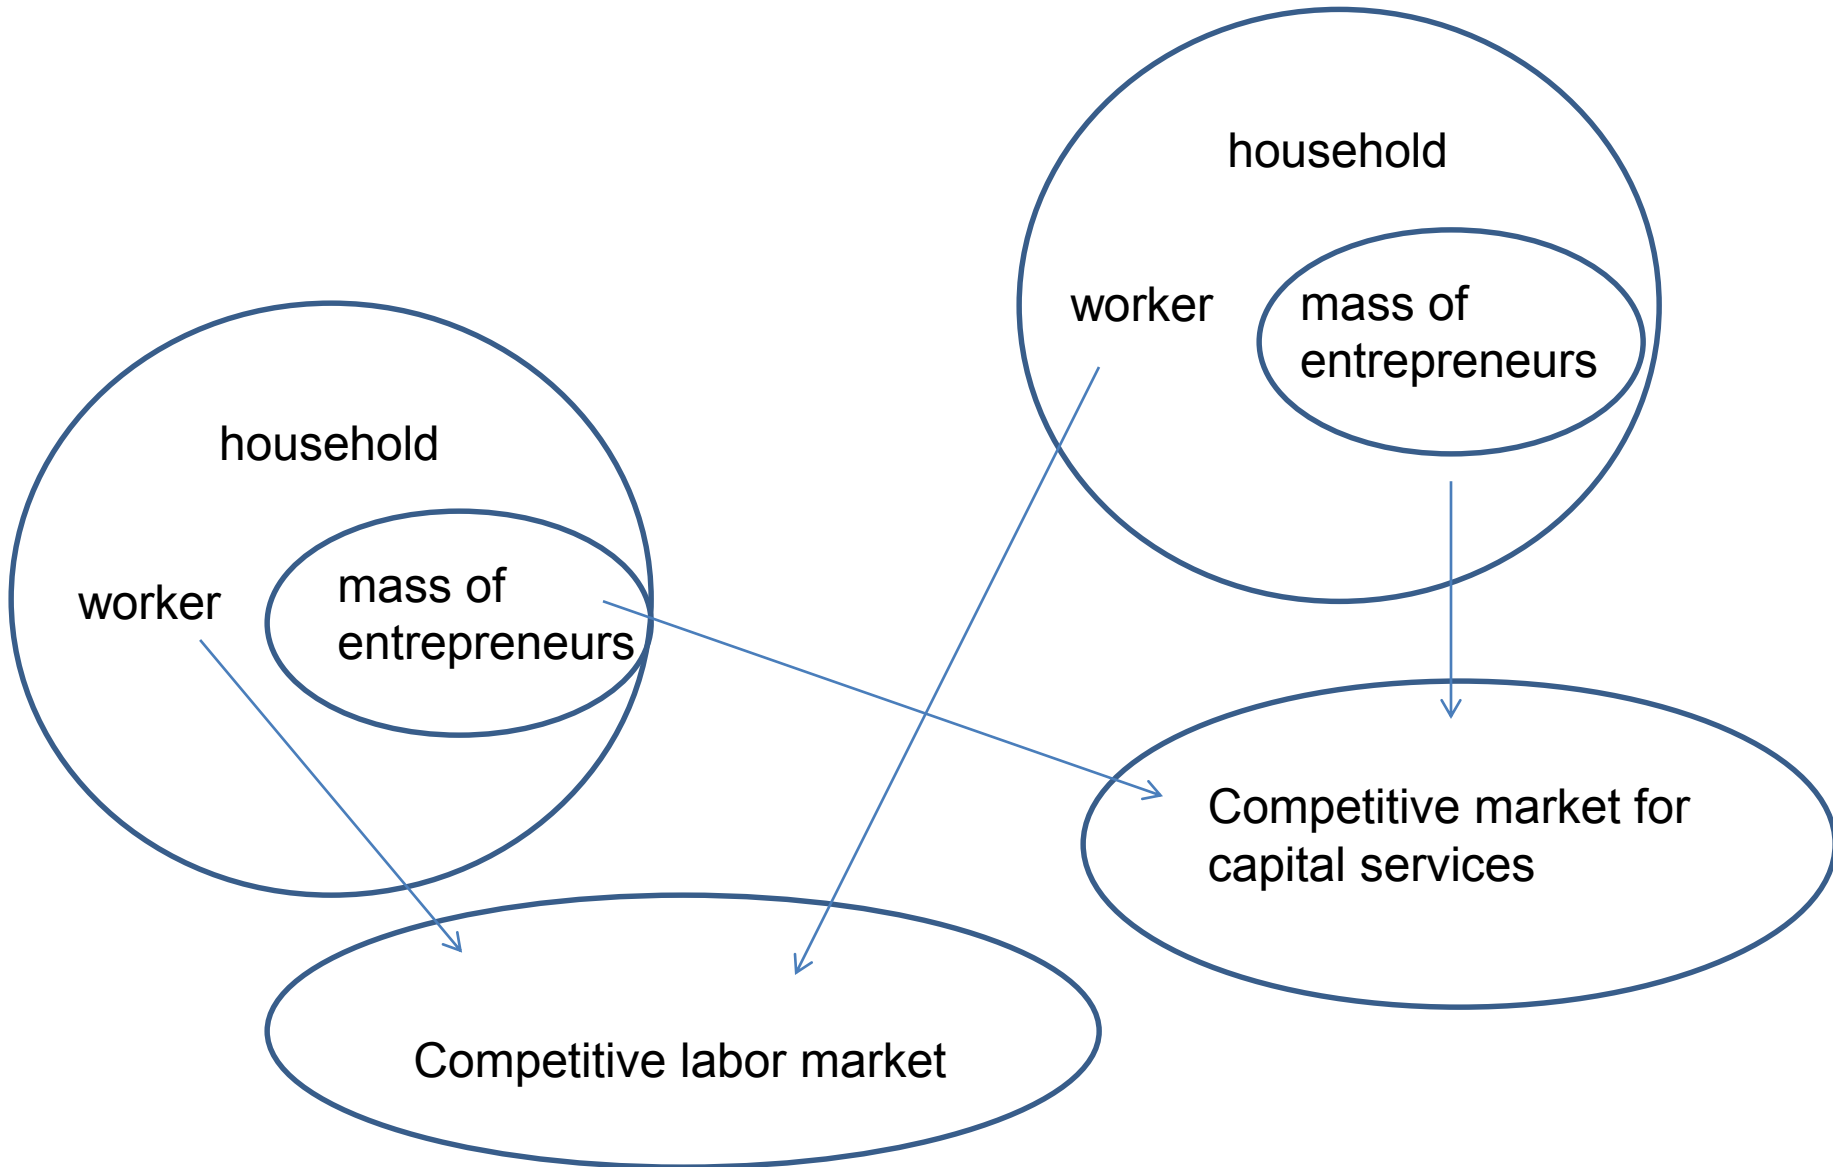 household
worker
mass of
entrepreneurs
household
worker
mass of
entrepreneurs
Competitive market for
capital services
Competitive labor market